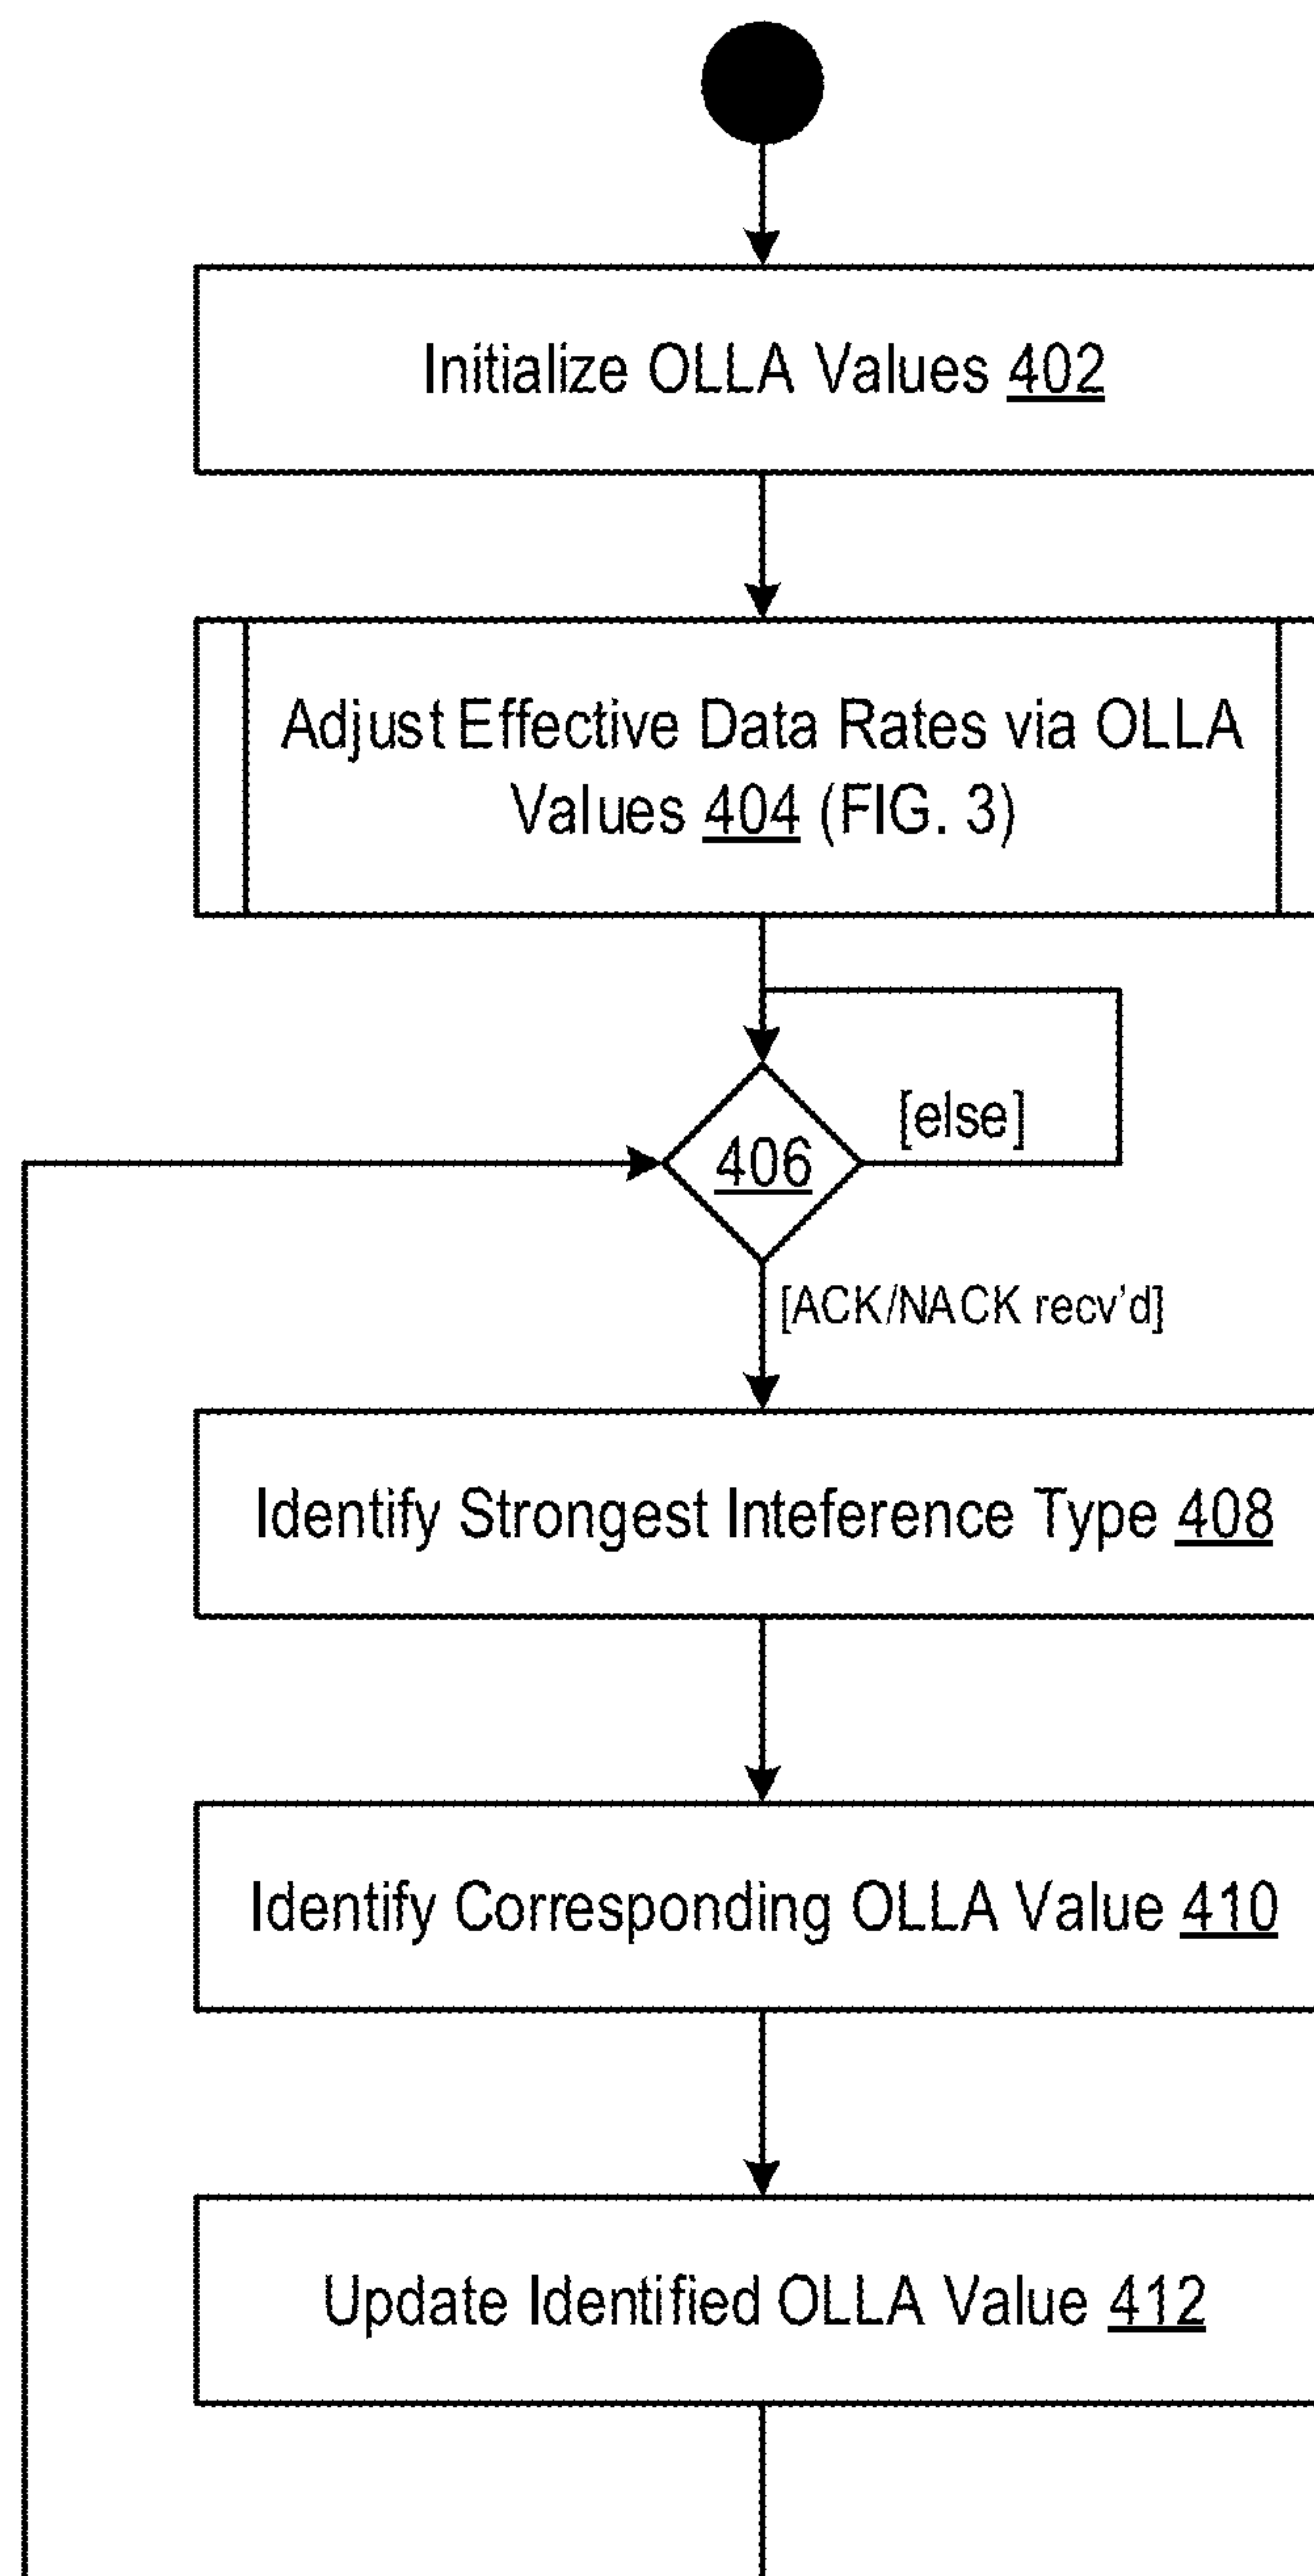 Initialize OLLA Values 402
Adjust Effective Data Rates via OLLA
Values 404 (FIG. 3)
[else]
406
[ACK/NACK recv'd]
Identify Strongest Inteference Type 408
Identify Corresponding OLLA Value 410
Update Identified OLLA Value 412